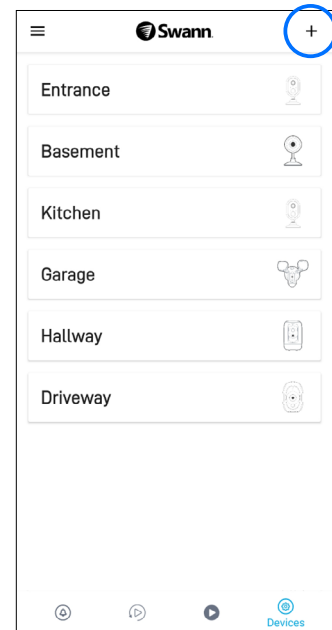 Swann
Entrance
Basement
Kitchen
Garage
Hallway
Driveway
Devices